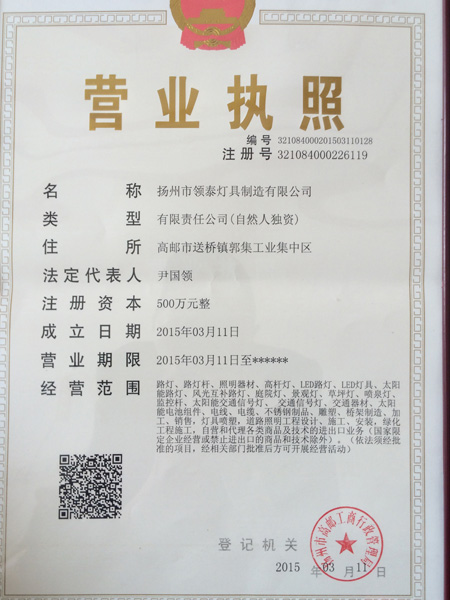 营业执照
编号 321084000201503110128
注册号 321084000226119
名称 扬州市领泰灯具制造有限公司
类型 有限责任公司(自然人独资)
住所 高邮市送桥镇郭集工业集中区
法定代表人 尹国领
注册资本 500万元整
成立日期 2015年03月11日
营业期限 2015年03月11日至******
经营范围 路灯、路灯杆、照明器材、高杆灯、LED路灯、LED灯具、太阳
能路灯、风光互补路灯、庭院灯、景观灯、草坪灯、喷泉灯、
监控杆、太阳能交通信号灯、交通信号灯、交通器材、太阳
能电池组件、电线、电缆、不锈钢制品、雕塑、桥架制造、加
工、销售,灯具喷塑,道路照明工程设计、施工、安装,绿化
工程施工,自营和代理各类商品及技术的进出口业务(国家限
定企业经营或禁止进出口的商品和技术除外)。(依法须经批
准的项目,经相关部门批准后方可开展经营活动)
登记机关
扬州市高邮工商行政管理局
2015 年 03 月 11 日